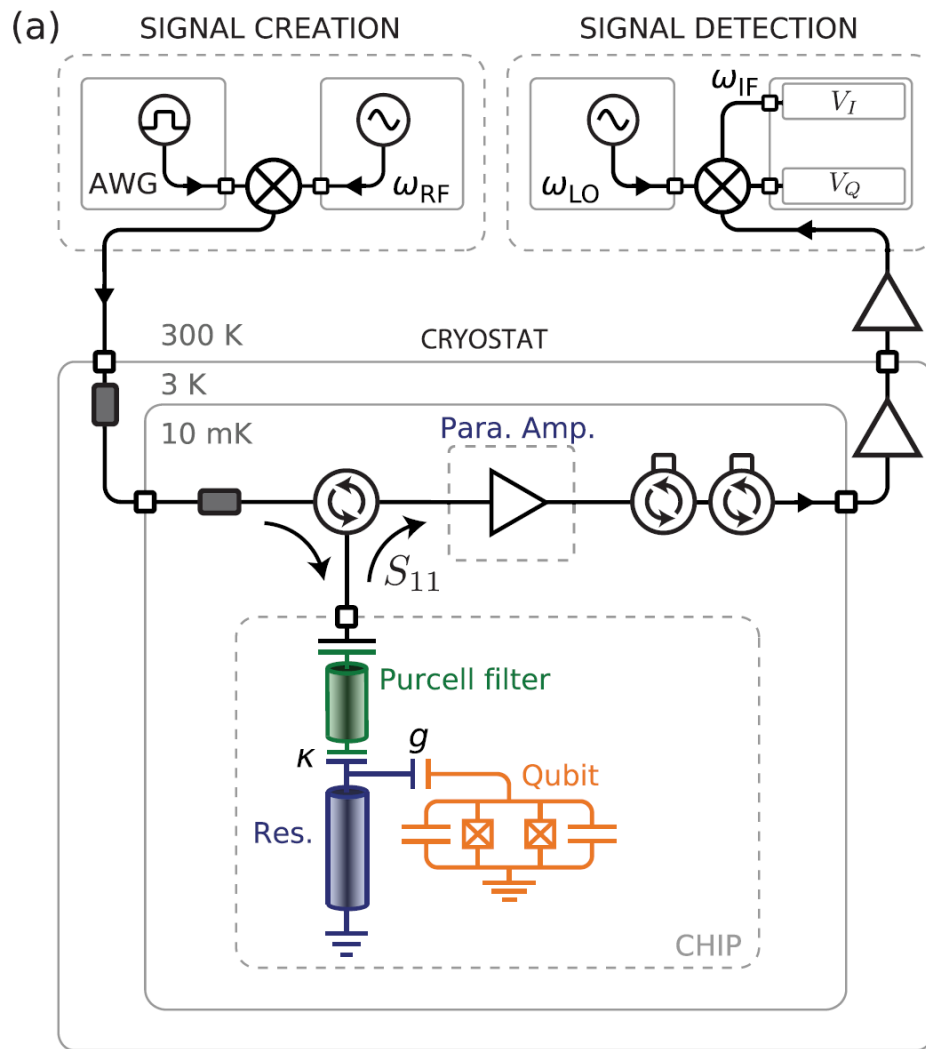 (a)
SIGNAL CREATION
SIGNAL DETECTION
AWG
ω_RF
ω_LO
ω_IF
V_I
V_Q
300 K
CRYOSTAT
3 K
10 mK
Para. Amp.
S_11
Purcell filter
κ
g
Qubit
Res.
CHIP